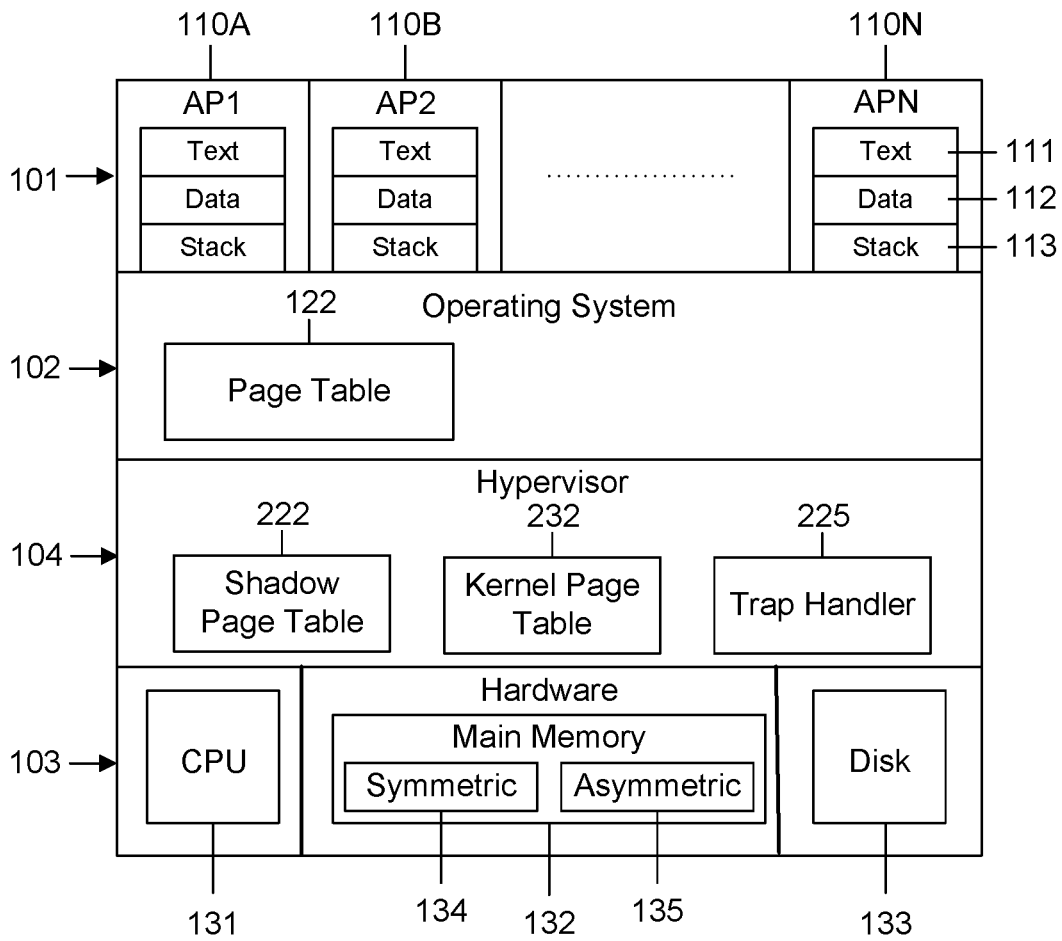 110A 110B 110N
AP1 AP2 APN
Text Text Text 111
101 ....................
Data Data Data 112
Stack Stack Stack 113
122 Operating System
102 Page Table
Hypervisor
222 232 225
104 Shadow Page Table Kernel Page Table Trap Handler
Hardware
Main Memory
103 CPU Symmetric Asymmetric Disk
131 134 132 135 133